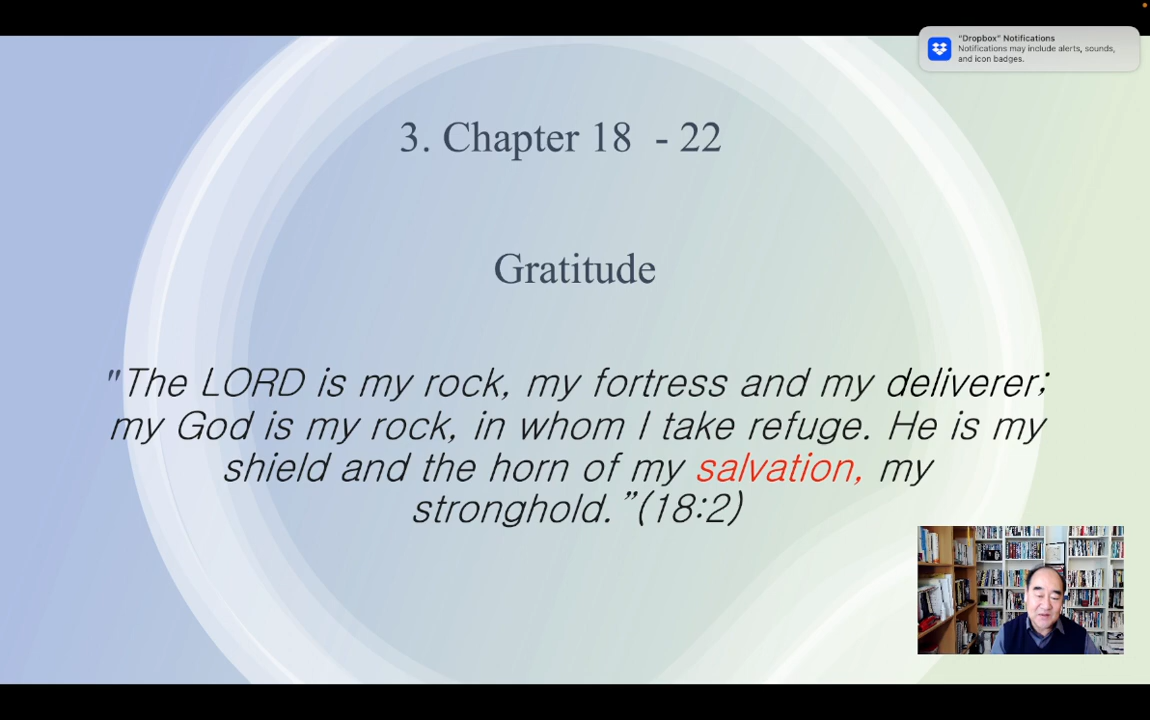 "Dropbox" Notifications
Notifications may include alerts, sounds,
and icon badges.
3. Chapter 18 - 22
Gratitude
"The LORD is my rock, my fortress and my deliverer;
my God is my rock, in whom I take refuge. He is my
shield and the horn of my salvation, my
stronghold.”(18:2)